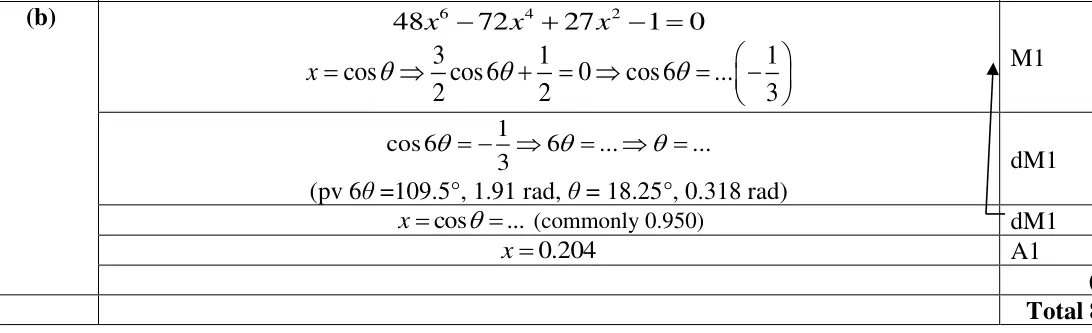 (b) 48x⁶ − 72x⁴ + 27x² − 1 = 0
x = cos θ ⇒ 3/2 cos 6θ + 1/2 = 0 ⇒ cos 6θ = ...(− 1/3) M1
cos 6θ = − 1/3 ⇒ 6θ = ... ⇒ θ = ... dM1
(pv 6θ =109.5°, 1.91 rad, θ = 18.25°, 0.318 rad)
x = cos θ = ... (commonly 0.950) dM1
x = 0.204 A1
Total